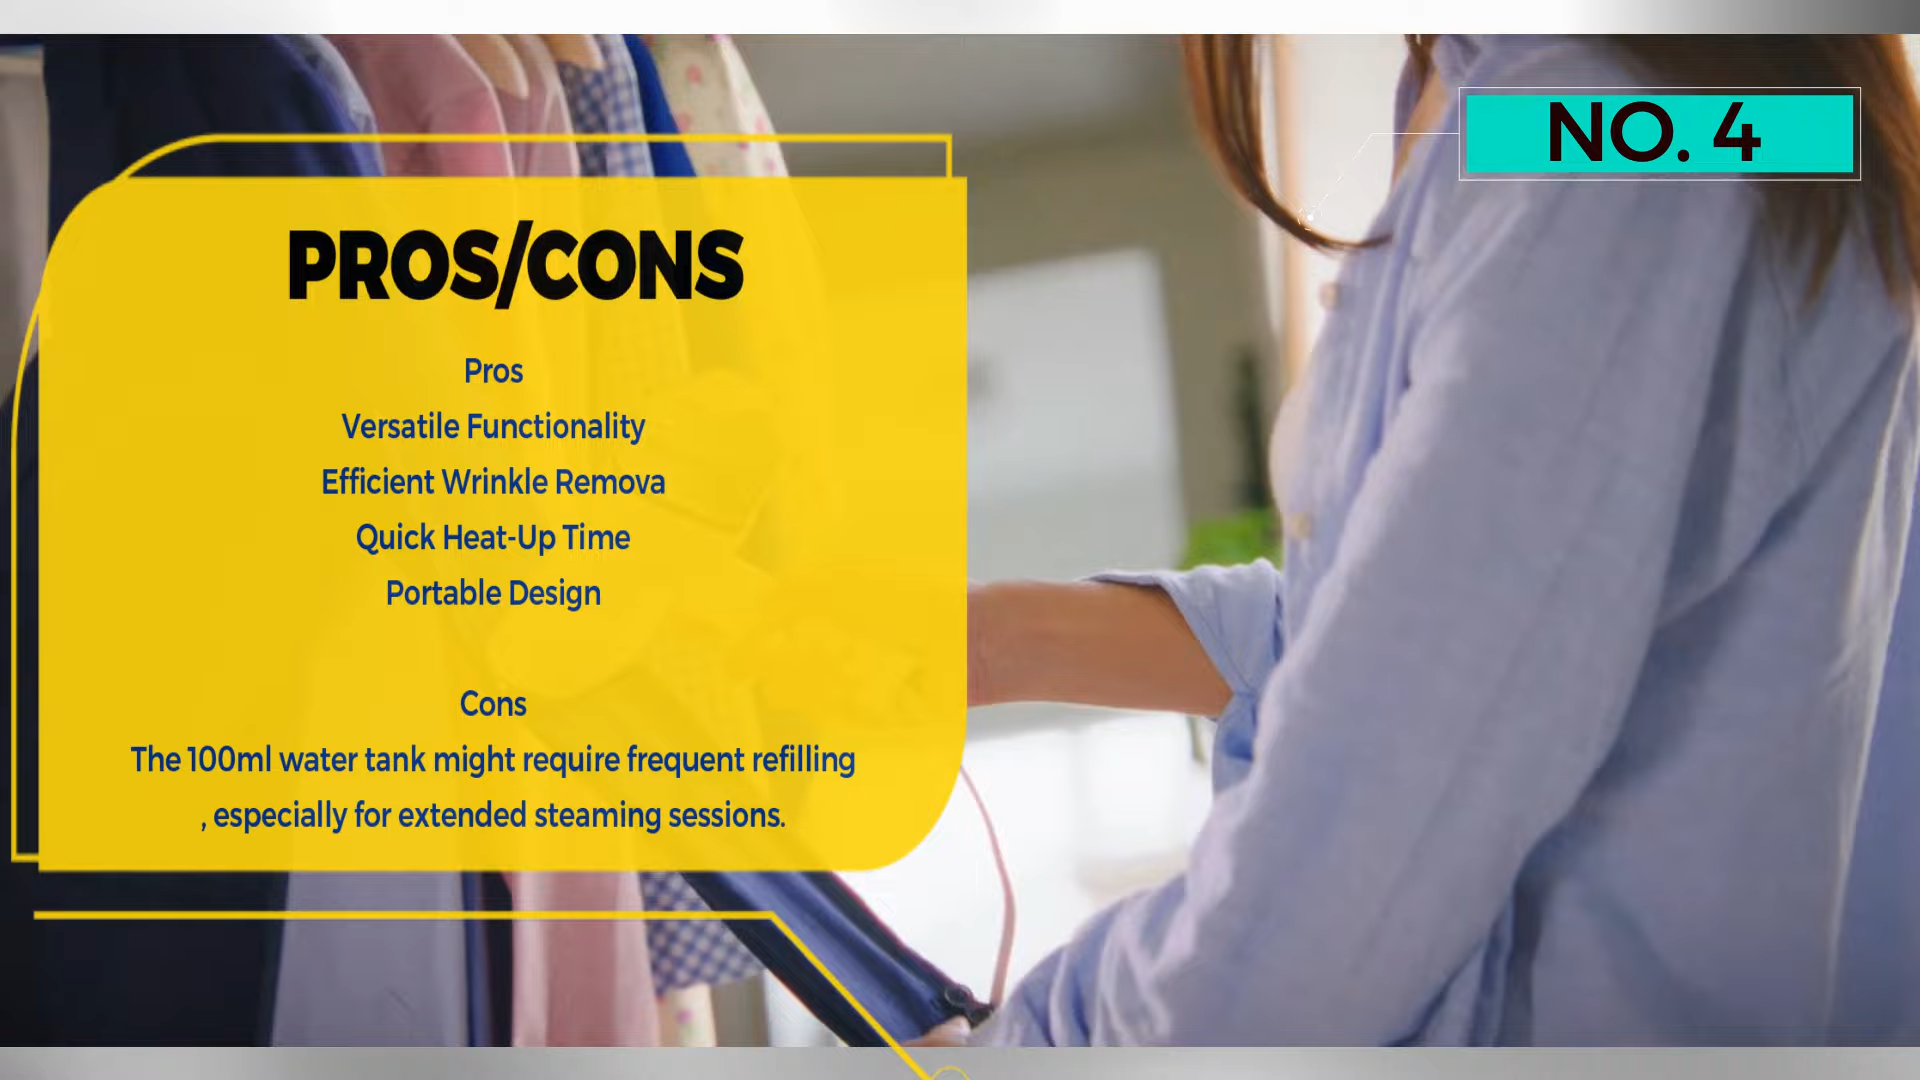 NO. 4
PROS/CONS
Pros
Versatile Functionality
Efficient Wrinkle Remova
Quick Heat-Up Time
Portable Design
Cons
The 100ml water tank might require frequent refilling
, especially for extended steaming sessions.